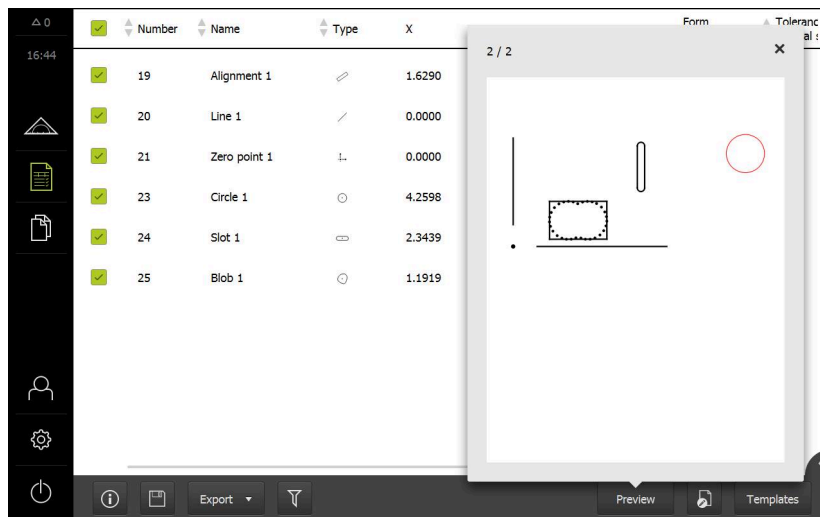 △ 0
16:44
Number Name Type X Form Toleranc
al s
19 Alignment 1 1.6290
20 Line 1 0.0000
21 Zero point 1 0.0000
23 Circle 1 4.2598
24 Slot 1 2.3439
25 Blob 1 1.1919
2 / 2
Export Preview Templates